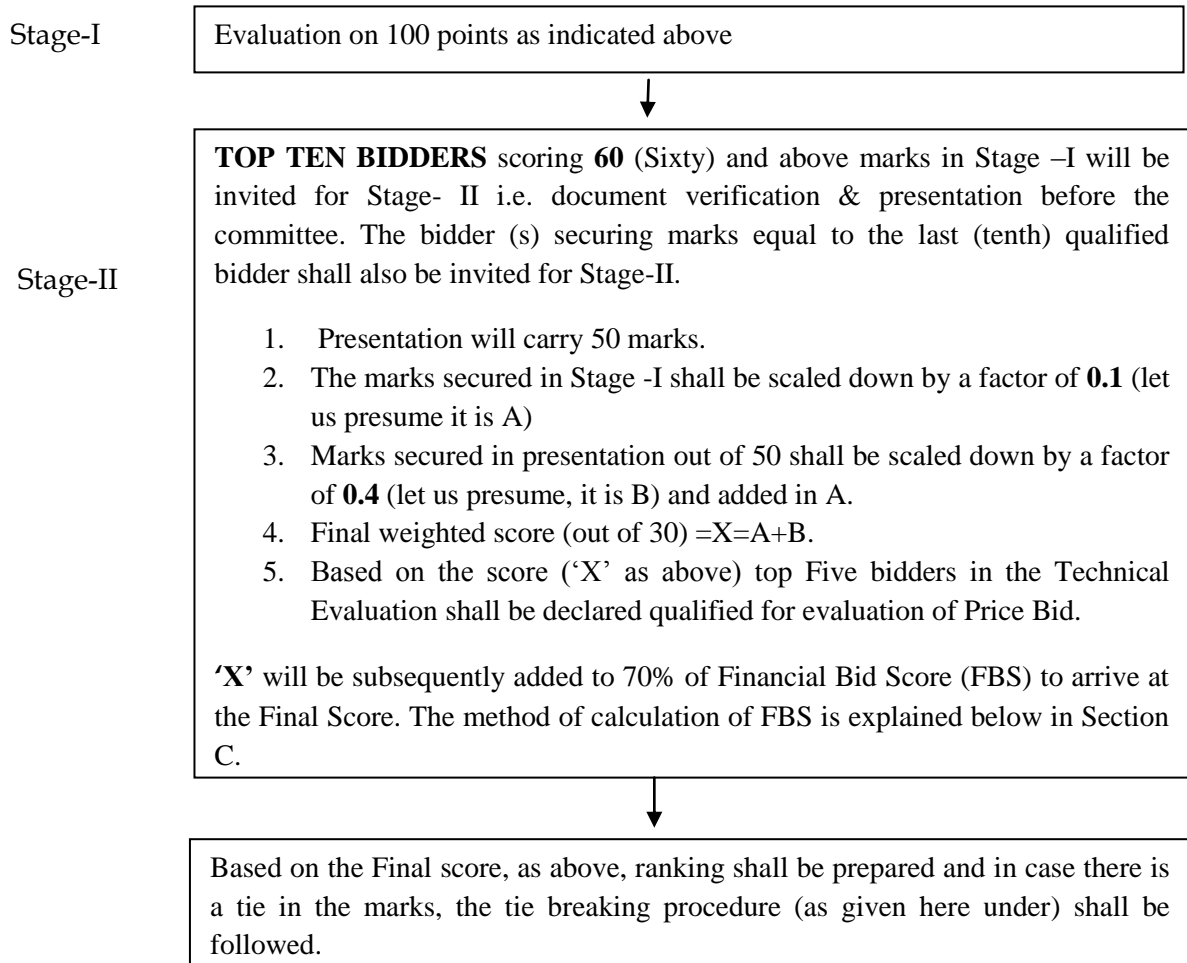 Stage-I
Evaluation on 100 points as indicated above
Stage-II
TOP TEN BIDDERS scoring 60 (Sixty) and above marks in Stage –I will be
invited for Stage- II i.e. document verification & presentation before the
committee. The bidder (s) securing marks equal to the last (tenth) qualified
bidder shall also be invited for Stage-II.
1. Presentation will carry 50 marks.
2. The marks secured in Stage -I shall be scaled down by a factor of 0.1 (let
us presume it is A)
3. Marks secured in presentation out of 50 shall be scaled down by a factor
of 0.4 (let us presume, it is B) and added in A.
4. Final weighted score (out of 30) =X=A+B.
5. Based on the score (‘X’ as above) top Five bidders in the Technical
Evaluation shall be declared qualified for evaluation of Price Bid.
‘X’ will be subsequently added to 70% of Financial Bid Score (FBS) to arrive at
the Final Score. The method of calculation of FBS is explained below in Section
C.
Based on the Final score, as above, ranking shall be prepared and in case there is
a tie in the marks, the tie breaking procedure (as given here under) shall be
followed.